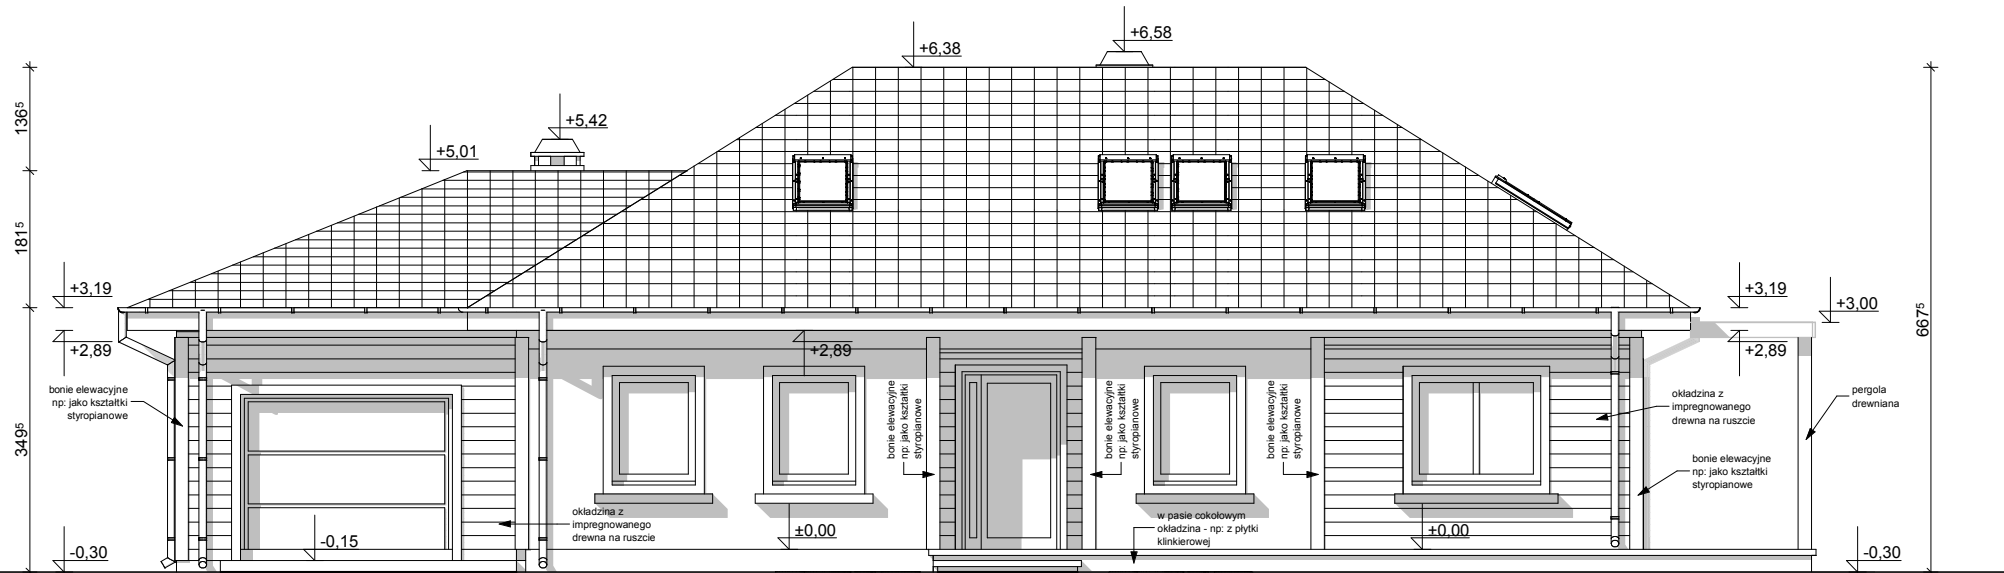 +6,58
+6,38
+5,42
+5,01
1365
1815
3495
6675
+3,19
+2,89
+3,19
+3,00
+2,89
+2,89
bonie elewacyjne
np: jako kształtki
styropianowe
bonie elewacyjne
np: jako kształtki
styropianowe
bonie elewacyjne
np: jako kształtki
styropianowe
bonie elewacyjne
np: jako kształtki
styropianowe
okładzina z
impregnowanego
drewna na ruszcie
pergola
drewniana
bonie elewacyjne
np: jako kształtki
styropianowe
okładzina z
impregnowanego
drewna na ruszcie
w pasie cokołowym
okładzina - np: z płytki
klinkierowej
±0,00
±0,00
-0,15
-0,30
-0,30